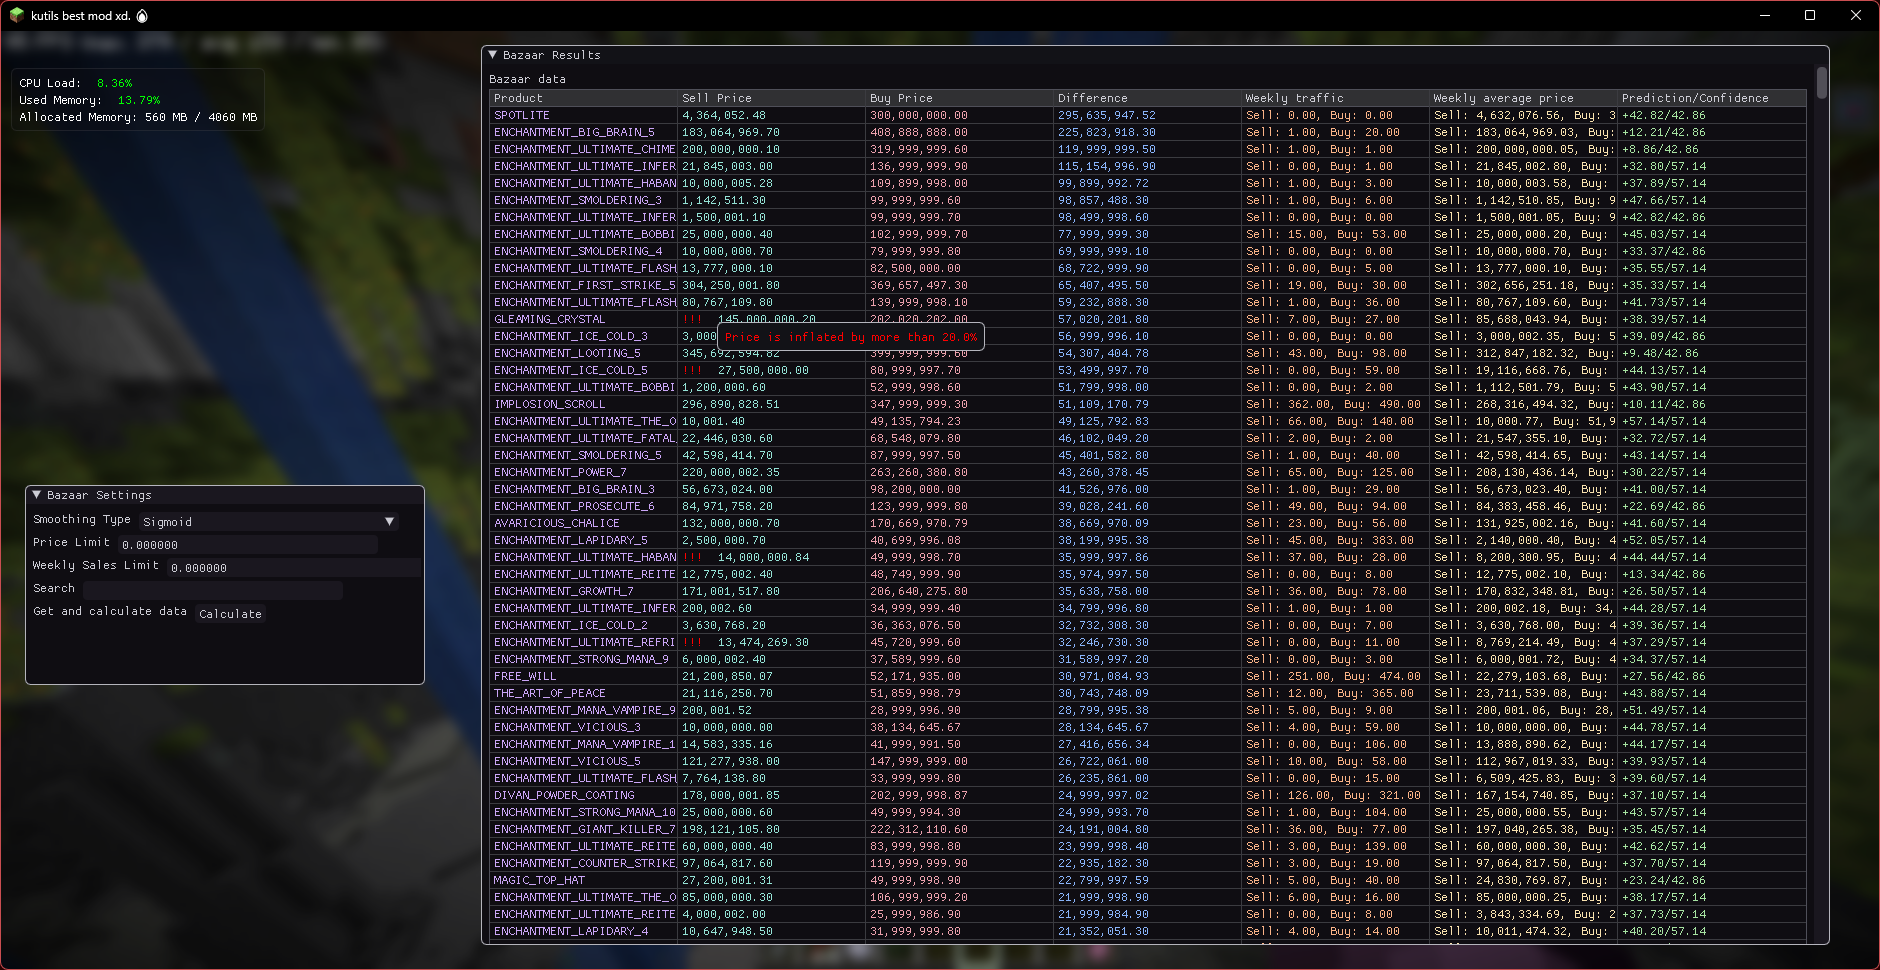 kutils best mod xd.
CPU Load: 8.36%
Used Memory: 13.79%
Allocated Memory: 560 MB / 4060 MB
Bazaar Results
Bazaar data
Product Sell Price Buy Price Difference Weekly traffic Weekly average price Prediction/Confidence
SPOTLITE 4,364,052.48 300,000,000.00 295,635,947.52 Sell: 0.00, Buy: 0.00 Sell: 4,632,076.56, Buy: 3 +42.82/42.86
ENCHANTMENT_BIG_BRAIN_5 183,064,969.70 408,888,888.00 225,823,918.30 Sell: 1.00, Buy: 20.00 Sell: 183,064,969.03, Buy: +12.21/42.86
ENCHANTMENT_ULTIMATE_CHIME 200,000,000.10 319,999,999.60 119,999,999.50 Sell: 1.00, Buy: 1.00 Sell: 200,000,000.05, Buy: +8.86/42.86
ENCHANTMENT_ULTIMATE_INFER 21,845,003.00 136,999,999.90 115,154,996.90 Sell: 0.00, Buy: 1.00 Sell: 21,845,002.80, Buy: +32.80/57.14
ENCHANTMENT_ULTIMATE_HABAN 10,000,005.28 109,899,998.00 99,899,992.72 Sell: 1.00, Buy: 3.00 Sell: 10,000,003.58, Buy: +37.89/57.14
ENCHANTMENT_SMOLDERING_3 1,142,511.30 99,999,999.60 98,857,488.30 Sell: 1.00, Buy: 6.00 Sell: 1,142,510.85, Buy: 9 +47.66/57.14
ENCHANTMENT_ULTIMATE_INFER 1,500,001.10 99,999,999.70 98,499,998.60 Sell: 0.00, Buy: 0.00 Sell: 1,500,001.05, Buy: 9 +42.82/42.86
ENCHANTMENT_ULTIMATE_BOBBI 25,000,000.40 102,999,999.70 77,999,999.30 Sell: 15.00, Buy: 53.00 Sell: 25,000,000.20, Buy: +45.03/57.14
ENCHANTMENT_SMOLDERING_4 10,000,000.70 79,999,999.80 69,999,999.10 Sell: 0.00, Buy: 0.00 Sell: 10,000,000.70, Buy: +33.37/42.86
ENCHANTMENT_ULTIMATE_FLASH 13,777,000.10 82,500,000.00 68,722,999.90 Sell: 0.00, Buy: 5.00 Sell: 13,777,000.10, Buy: +35.55/57.14
ENCHANTMENT_FIRST_STRIKE_5 304,250,001.80 369,657,497.30 65,407,495.50 Sell: 19.00, Buy: 30.00 Sell: 302,656,251.18, Buy: +35.33/57.14
ENCHANTMENT_ULTIMATE_FLASH 80,767,109.80 139,999,998.10 59,232,888.30 Sell: 1.00, Buy: 36.00 Sell: 80,767,109.60, Buy: +41.73/57.14
GLEAMING_CRYSTAL !!! 145,000,000.20 202,020,202.00 57,020,201.80 Sell: 7.00, Buy: 27.00 Sell: 85,688,043.94, Buy: +38.39/57.14
ENCHANTMENT_ICE_COLD_3 3,000 Price is inflated by more than 20.0% 56,999,996.10 Sell: 0.00, Buy: 0.00 Sell: 3,000,002.35, Buy: 5 +39.09/42.86
ENCHANTMENT_LOOTING_5 345,692,594.82 399,999,999.60 54,307,404.78 Sell: 43.00, Buy: 98.00 Sell: 312,847,182.32, Buy: +9.48/42.86
ENCHANTMENT_ICE_COLD_5 !!! 27,500,000.00 80,999,997.70 53,499,997.70 Sell: 0.00, Buy: 59.00 Sell: 19,116,668.76, Buy: +44.13/57.14
ENCHANTMENT_ULTIMATE_BOBBI 1,200,000.60 52,999,998.60 51,799,998.00 Sell: 0.00, Buy: 2.00 Sell: 1,112,501.79, Buy: 5 +43.90/57.14
IMPLOSION_SCROLL 296,890,828.51 347,999,999.30 51,109,170.79 Sell: 362.00, Buy: 490.00 Sell: 268,316,494.32, Buy: +10.11/42.86
ENCHANTMENT_ULTIMATE_THE_O 10,001.40 49,135,794.23 49,125,792.83 Sell: 66.00, Buy: 140.00 Sell: 10,000.77, Buy: 51,9 +57.14/57.14
ENCHANTMENT_ULTIMATE_FATAL_ 22,446,030.60 68,548,079.80 46,102,049.20 Sell: 2.00, Buy: 2.00 Sell: 21,547,355.10, Buy: +32.72/57.14
ENCHANTMENT_SMOLDERING_5 42,598,414.70 87,999,997.50 45,401,582.80 Sell: 1.00, Buy: 40.00 Sell: 42,598,414.65, Buy: +43.14/57.14
ENCHANTMENT_POWER_7 220,000,002.35 263,260,380.80 43,260,378.45 Sell: 65.00, Buy: 125.00 Sell: 208,130,436.14, Buy: +30.22/57.14
ENCHANTMENT_BIG_BRAIN_3 56,673,024.00 98,200,000.00 41,526,976.00 Sell: 1.00, Buy: 29.00 Sell: 56,673,023.40, Buy: +41.00/57.14
ENCHANTMENT_PROSECUTE_6 84,971,758.20 123,999,999.80 39,028,241.60 Sell: 49.00, Buy: 94.00 Sell: 84,383,458.46, Buy: +22.69/42.86
AVARICIOUS_CHALICE 132,000,000.70 170,669,970.79 38,669,970.09 Sell: 23.00, Buy: 56.00 Sell: 131,925,002.16, Buy: +41.60/57.14
ENCHANTMENT_LAPIDARY_5 2,500,000.70 40,699,996.08 38,199,995.38 Sell: 45.00, Buy: 383.00 Sell: 2,140,000.40, Buy: 4 +52.05/57.14
ENCHANTMENT_ULTIMATE_HABAN !!! 14,000,000.84 49,999,998.70 35,999,997.86 Sell: 37.00, Buy: 28.00 Sell: 8,200,300.95, Buy: 4 +44.44/57.14
ENCHANTMENT_ULTIMATE_REITE 12,775,002.40 48,749,999.90 35,974,997.50 Sell: 0.00, Buy: 8.00 Sell: 12,775,002.10, Buy: +13.34/42.86
ENCHANTMENT_GROWTH_7 171,001,517.80 206,640,275.80 35,638,758.00 Sell: 36.00, Buy: 78.00 Sell: 170,832,348.81, Buy: +26.50/57.14
ENCHANTMENT_ULTIMATE_INFER 200,002.60 34,999,999.40 34,799,996.80 Sell: 1.00, Buy: 1.00 Sell: 200,002.18, Buy: 34, +44.28/57.14
ENCHANTMENT_ICE_COLD_2 3,630,768.20 36,363,076.50 32,732,308.30 Sell: 0.00, Buy: 7.00 Sell: 3,630,768.00, Buy: 4 +39.36/57.14
ENCHANTMENT_ULTIMATE_REFRI !!! 13,474,269.30 45,720,999.60 32,246,730.30 Sell: 0.00, Buy: 11.00 Sell: 8,769,214.49, Buy: 4 +37.29/57.14
ENCHANTMENT_STRONG_MANA_9 6,000,002.40 37,589,999.60 31,589,997.20 Sell: 0.00, Buy: 3.00 Sell: 6,000,001.72, Buy: 4 +34.37/57.14
FREE_WILL 21,200,850.07 52,171,935.00 30,971,084.93 Sell: 251.00, Buy: 474.00 Sell: 22,279,103.68, Buy: +27.56/42.86
THE_ART_OF_PEACE 21,116,250.70 51,859,998.79 30,743,748.09 Sell: 12.00, Buy: 365.00 Sell: 23,711,539.08, Buy: +43.88/57.14
ENCHANTMENT_MANA_VAMPIRE_9 200,001.52 28,999,996.90 28,799,995.38 Sell: 5.00, Buy: 9.00 Sell: 200,001.06, Buy: 28, +51.49/57.14
ENCHANTMENT_VICIOUS_3 10,000,000.00 38,134,645.67 28,134,645.67 Sell: 4.00, Buy: 59.00 Sell: 10,000,000.00, Buy: +44.78/57.14
ENCHANTMENT_MANA_VAMPIRE_1 14,583,335.16 41,999,991.50 27,416,656.34 Sell: 0.00, Buy: 106.00 Sell: 13,888,890.62, Buy: +44.17/57.14
ENCHANTMENT_VICIOUS_5 121,277,938.00 147,999,999.00 26,722,061.00 Sell: 10.00, Buy: 58.00 Sell: 112,967,019.33, Buy: +39.93/57.14
ENCHANTMENT_ULTIMATE_FLASH 7,764,138.80 33,999,999.80 26,235,861.00 Sell: 0.00, Buy: 15.00 Sell: 6,509,425.83, Buy: 3 +39.60/57.14
DIVAN_POWDER_COATING 178,000,001.85 202,999,998.87 24,999,997.02 Sell: 126.00, Buy: 321.00 Sell: 167,154,740.85, Buy: +37.10/57.14
ENCHANTMENT_STRONG_MANA_10 25,000,000.60 49,999,994.30 24,999,993.70 Sell: 1.00, Buy: 104.00 Sell: 25,000,000.55, Buy: +43.57/57.14
ENCHANTMENT_GIANT_KILLER_7 198,121,105.80 222,312,110.60 24,191,004.80 Sell: 36.00, Buy: 77.00 Sell: 197,040,265.38, Buy: +35.45/57.14
ENCHANTMENT_ULTIMATE_REITE 60,000,000.40 83,999,998.80 23,999,998.40 Sell: 3.00, Buy: 139.00 Sell: 60,000,000.30, Buy: +42.62/57.14
ENCHANTMENT_COUNTER_STRIKE_ 97,064,817.60 119,999,999.90 22,935,182.30 Sell: 3.00, Buy: 19.00 Sell: 97,064,817.50, Buy: +37.70/57.14
MAGIC_TOP_HAT 27,200,001.31 49,999,998.90 22,799,997.59 Sell: 5.00, Buy: 40.00 Sell: 24,830,769.87, Buy: +23.24/42.86
ENCHANTMENT_ULTIMATE_THE_O 85,000,000.30 106,999,999.20 21,999,998.90 Sell: 6.00, Buy: 16.00 Sell: 85,000,000.25, Buy: +38.17/57.14
ENCHANTMENT_ULTIMATE_REITE 4,000,002.00 25,999,986.90 21,999,984.90 Sell: 0.00, Buy: 8.00 Sell: 3,843,334.69, Buy: 2 +37.73/57.14
ENCHANTMENT_LAPIDARY_4 10,647,948.50 31,999,999.80 21,352,051.30 Sell: 4.00, Buy: 14.00 Sell: 10,011,474.32, Buy: +40.20/57.14
Bazaar Settings
Smoothing Type Sigmoid
Price Limit 0.000000
Weekly Sales Limit 0.000000
Search
Get and calculate data Calculate